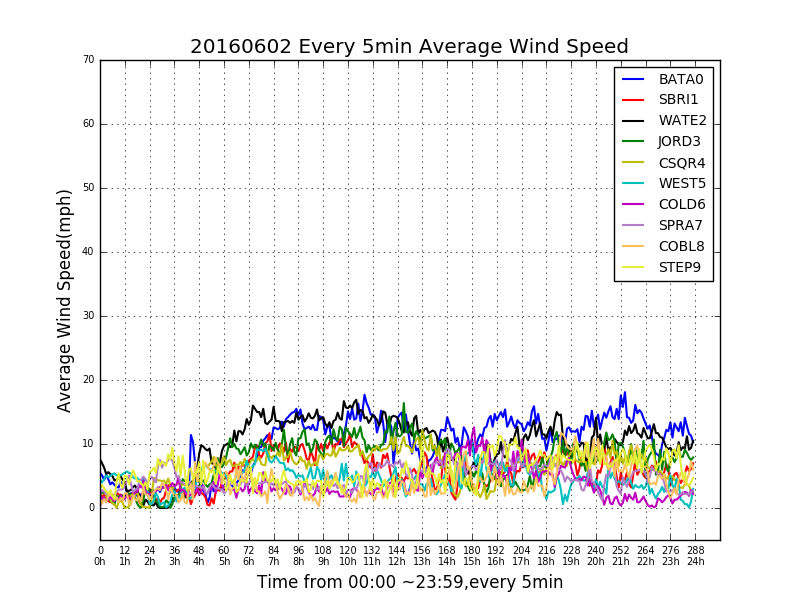 20160602 Every 5min Average Wind Speed
70
60
50
40
30
20
10
0
Average Wind Speed(mph)
BATA0
SBRI1
WATE2
JORD3
CSQR4
WEST5
COLD6
SPRA7
COBL8
STEP9
0 12 24 36 48 60 72 84 96 108 120 132 144 156 168 180 192 204 216 228 240 252 264 276 288
0h 1h 2h 3h 4h 5h 6h 7h 8h 9h 10h 11h 12h 13h 14h 15h 16h 17h 18h 19h 20h 21h 22h 23h 24h
Time from 00:00 ~23:59,every 5min